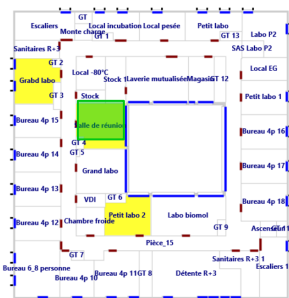 GT
Escaliers
Local incubation
Local pesée
Petit labo
Monte charge
GT 1
GT 13
Labo P2
Sanitaires R+3
SAS Labo P2
GT 2
Local -80°C
Stock 1
Laverie mutualisée
Magasin
GT 12
Local EG
Grabd labo
GT 3
Stock
Petit labo 1
Bureau 4p 15
Salle de réunion
Bureau 4p 16
GT 4
Bureau 4p 14
GT 5
Grand labo
Bureau 4p 17
Bureau 4p 13
VDI
GT 6
Bureau 4p 18
Bureau 4p 12
Chambre froide
Petit labo 2
Labo biomol
GT 9
Ascenseur
Pièce_15
GT 7
Sanitaires R+3 1
Bureau 6_8 personne
Bureau 4p 10
Bureau 4p 11
GT 8
Détente R+3
Escaliers 1